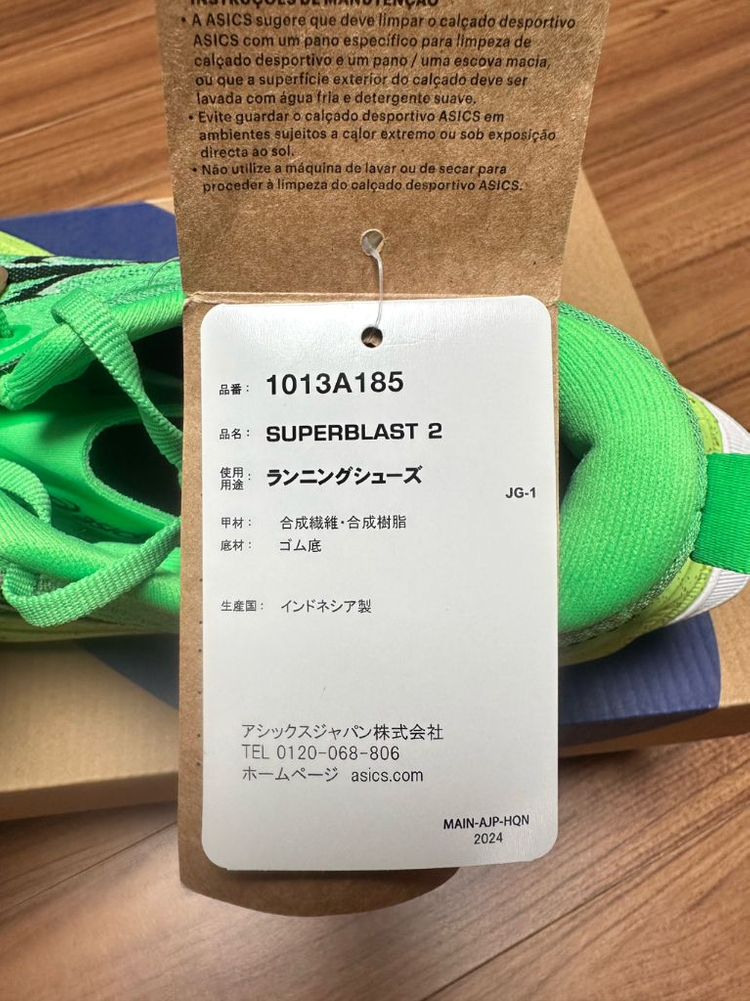 INSTRUÇÕES DE MANUTENÇÃO
• A ASICS sugere que deve limpar o calçado desportivo
ASICS com um pano específico para limpeza de
calçado desportivo e um pano / uma escova macia,
ou que a superfície exterior do calçado deve ser
lavada com água fria e detergente suave.
• Evite guardar o calçado desportivo ASICS em
ambientes sujeitos a calor extremo ou sob exposição
directa ao sol.
• Não utilize a máquina de lavar ou de secar para
proceder à limpeza do calçado desportivo ASICS.
品番: 1013A185
品名: SUPERBLAST 2
使用用途: ランニングシューズ
JG-1
甲材: 合成繊維・合成樹脂
底材: ゴム底
生産国: インドネシア製
アシックスジャパン株式会社
TEL 0120-068-806
ホームページ asics.com
MAIN-AJP-HQN
2024